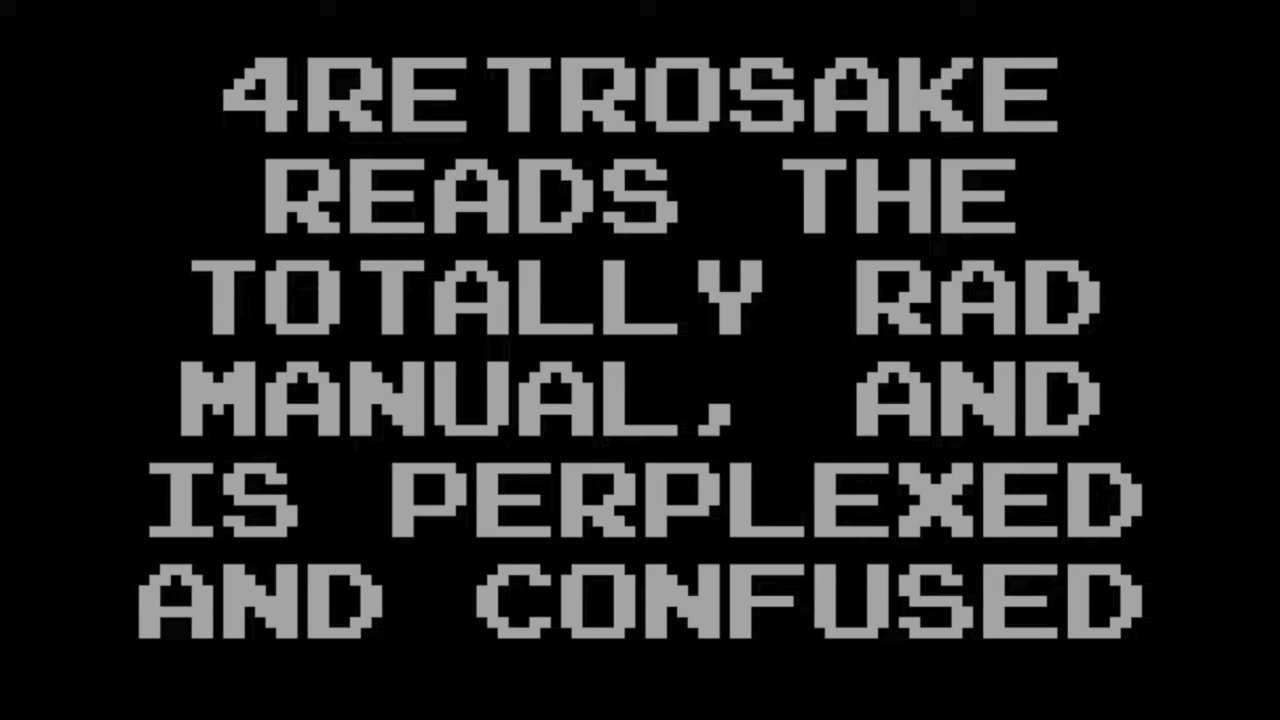 4RETROSAKE
READS THE
TOTALLY RAD
MANUAL, AND
IS PERPLEXED
AND CONFUSED